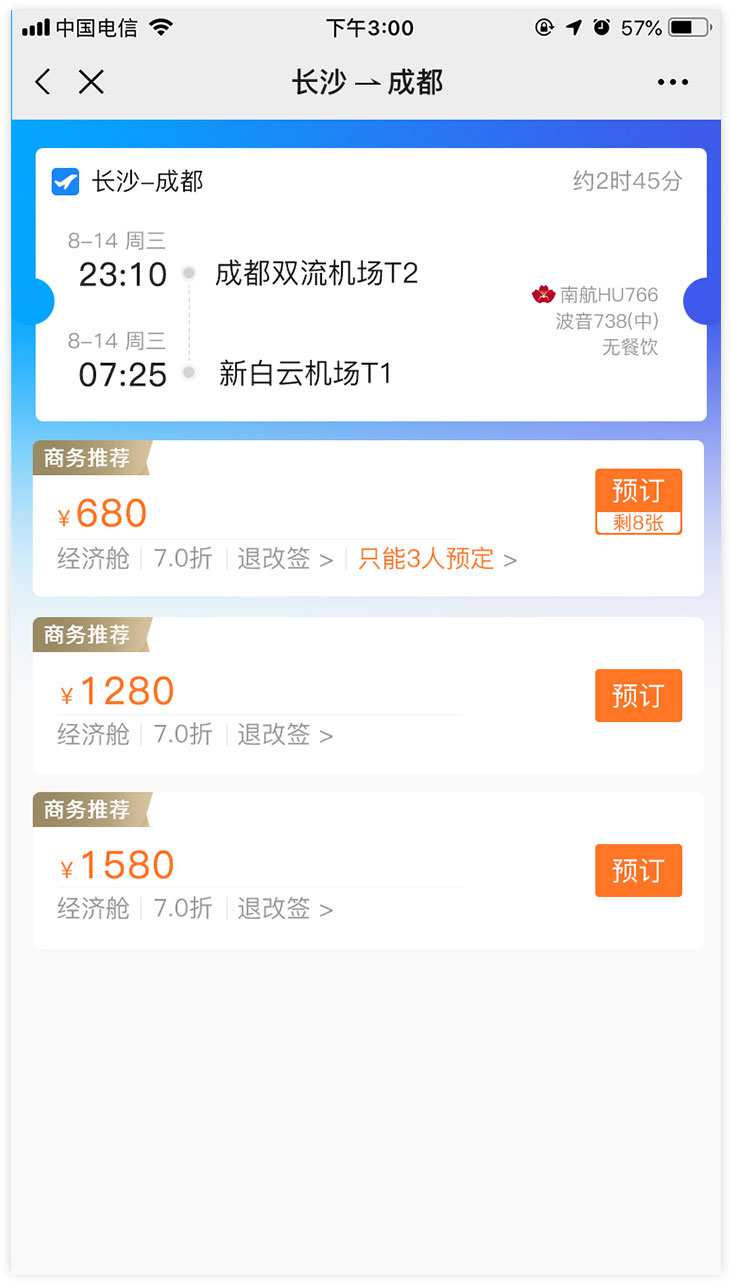 中国电信 下午3:00 57%
长沙 → 成都
长沙–成都 约2时45分
8–14 周三
23:10 成都双流机场T2
南航HU766
波音738(中)
无餐饮
8–14 周三
07:25 新白云机场T1
商务推荐
¥680 预订
剩8张
经济舱 7.0折 退改签 > 只能3人预定 >
商务推荐
¥1280 预订
经济舱 7.0折 退改签 >
商务推荐
¥1580 预订
经济舱 7.0折 退改签 >